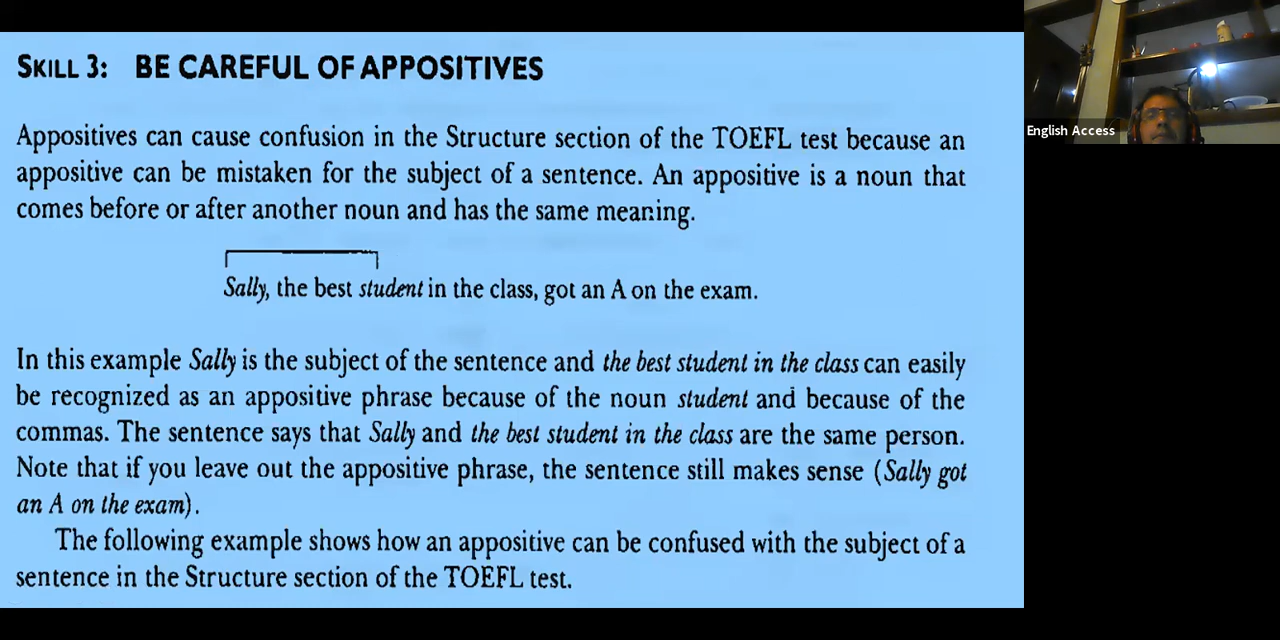 SKILL 3: BE CAREFUL OF APPOSITIVES
Appositives can cause confusion in the Structure section of the TOEFL test because an
appositive can be mistaken for the subject of a sentence. An appositive is a noun that
comes before or after another noun and has the same meaning.
Sally, the best student in the class, got an A on the exam.
In this example Sally is the subject of the sentence and the best student in the class can easily
be recognized as an appositive phrase because of the noun student and because of the
commas. The sentence says that Sally and the best student in the class are the same person.
Note that if you leave out the appositive phrase, the sentence still makes sense (Sally got
an A on the exam).
The following example shows how an appositive can be confused with the subject of a
sentence in the Structure section of the TOEFL test.
English Access